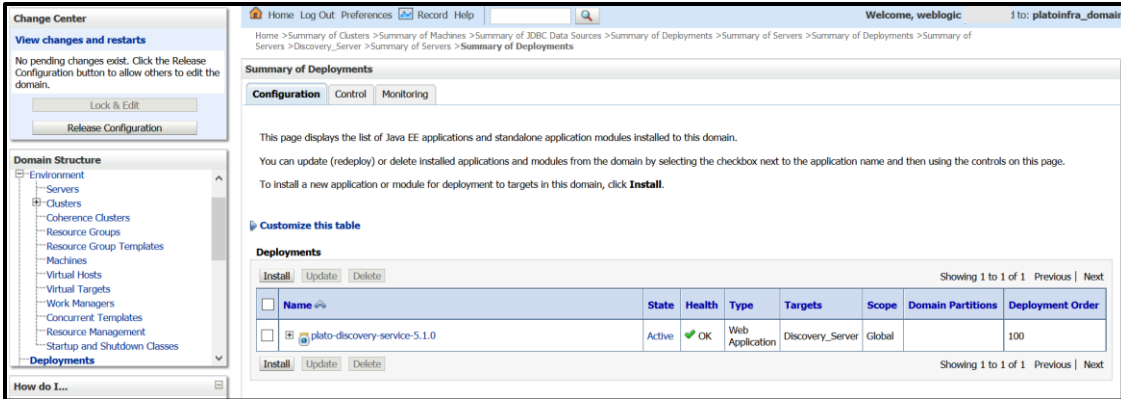 Change Center
View changes and restarts
No pending changes exist. Click the Release
Configuration button to allow others to edit the
domain.
Lock & Edit
Release Configuration
Domain Structure
Environment
Servers
Clusters
Coherence Clusters
Resource Groups
Resource Group Templates
Machines
Virtual Hosts
Virtual Targets
Work Managers
Concurrent Templates
Resource Management
Startup and Shutdown Classes
Deployments
How do I...
Home Log Out Preferences Record Help
Welcome, weblogic d to: platoinfra_domain
Home >Summary of Clusters >Summary of Machines >Summary of JDBC Data Sources >Summary of Deployments >Summary of Servers >Summary of Deployments >Summary of
Servers >Discovery_Server >Summary of Servers >Summary of Deployments
Summary of Deployments
Configuration Control Monitoring
This page displays the list of Java EE applications and standalone application modules installed to this domain.
You can update (redeploy) or delete installed applications and modules from the domain by selecting the checkbox next to the application name and then using the controls on this page.
To install a new application or module for deployment to targets in this domain, click Install.
Customize this table
Deployments
Install Update Delete Showing 1 to 1 of 1 Previous | Next
Name State Health Type Targets Scope Domain Partitions Deployment Order
plato-discovery-service-5.1.0 Active OK Web Application Discovery_Server Global 100
Install Update Delete Showing 1 to 1 of 1 Previous | Next